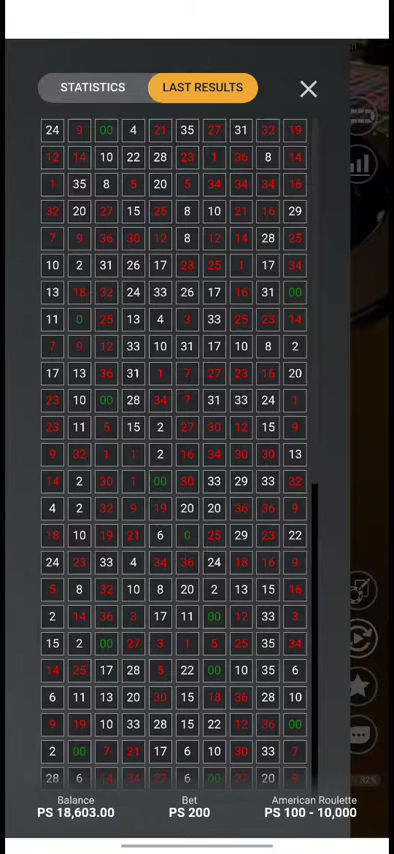 STATISTICS LAST RESULTS
24 9 00 4 21 35 27 31 32 19
12 14 10 22 28 23 1 36 8 14
1 35 8 5 20 5 34 34 34 16
32 20 27 15 25 8 10 21 16 29
7 9 36 30 12 8 12 14 28 25
10 2 31 26 17 23 25 1 17 34
13 18 32 24 33 26 17 16 31 00
11 0 25 13 4 3 33 25 23 14
7 9 12 33 10 31 17 10 8 2
17 13 36 31 1 7 27 23 16 20
23 10 00 28 34 7 31 33 24 1
23 11 5 15 2 27 30 12 15 9
9 32 1 1 2 16 34 30 30 13
14 2 30 1 00 30 33 29 33 32
4 2 32 9 19 20 20 36 36 9
18 10 19 21 6 0 25 29 23 22
24 23 33 4 34 36 24 18 16 9
5 8 32 10 8 20 2 13 15 16
2 14 36 3 17 11 00 12 33 3
15 2 00 27 3 1 5 25 35 34
14 25 17 28 5 22 00 10 35 6
6 11 13 20 30 15 18 36 28 10
9 19 10 33 28 15 22 12 36 00
2 00 7 21 17 6 10 30 33 7
28 6 14 34 27 6 00 27 20 9
32%
Balance Bet American Roulette
PS 18,603.00 PS 200 PS 100 - 10,000